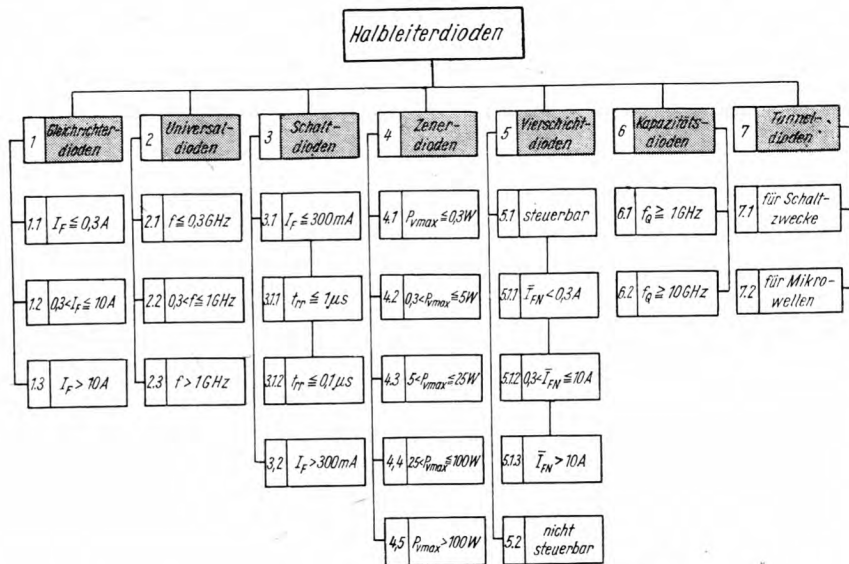 Halbleiterdioden
1 Gleichrichter-
dioden
1.1 I_F ≦ 0,3A
1.2 0,3<I_F≦ 10A
1.3 I_F > 10A
2 Universal-
dioden
2.1 f≦ 0,3GHz
2.2 0,3<f≦ 1GHz
2.3 f > 1GHz
3 Schalt-
dioden
3.1 I_F ≦ 300mA
3.1.1 t_rr ≦ 1µs
3.1.2 t_rr ≦ 0,1µs
3,2 I_F > 300mA
4 Zener-
dioden
4.1 P_vmax ≦ 0,3W
4.2 0,3<P_vmax≦5W
4.3 5<P_vmax≦25W
4,4 25<P_vmax≦100W
4,5 P_vmax>100W
5 Vierschicht-
dioden
5.1 steuerbar
5.1.1 Ī_FN < 0,3A
5.1.2 0,3<Ī_FN≦10A
5.1.3 Ī_FN > 10A
5.2 nicht
steuerbar
6 Kapazitäts-
dioden
6.1 f_Q ≧ 1GHz
6.2 f_Q ≧ 10GHz
7 Tunnel-
dioden
7.1 für Schalt-
zwecke
7.2 für Mikro-
wellen